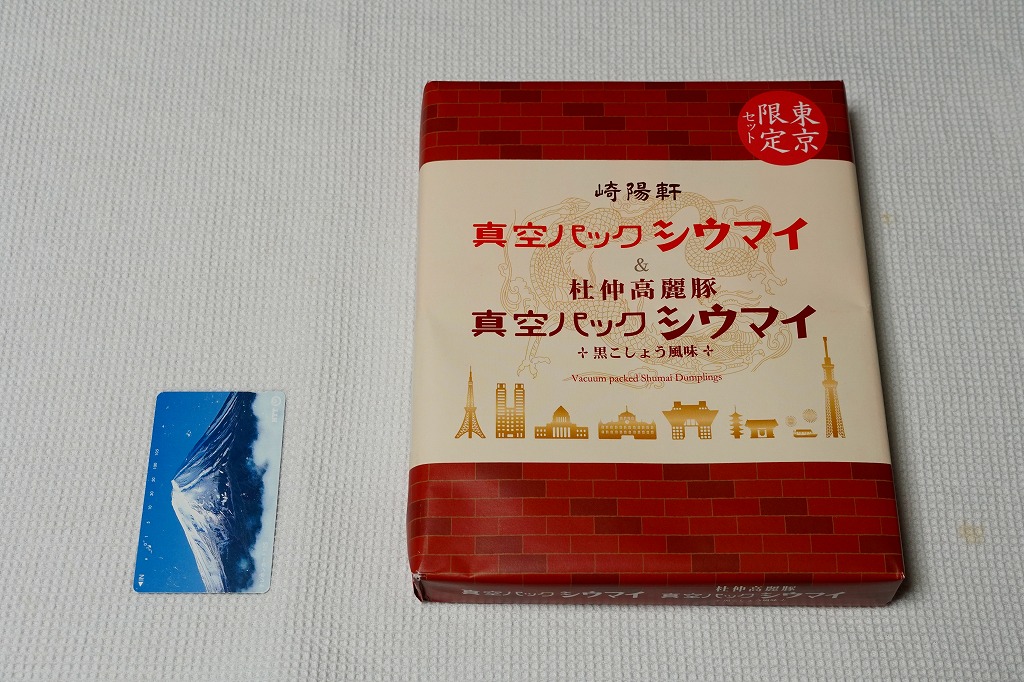 東京
限定
セット
崎陽軒
真空パック シウマイ
&
杜仲高麗豚
真空パック シウマイ
黒こしょう風味
Vacuum packed Shumai Dumplings
真空パック シウマイ
杜仲高麗豚
真空パック シウマイ